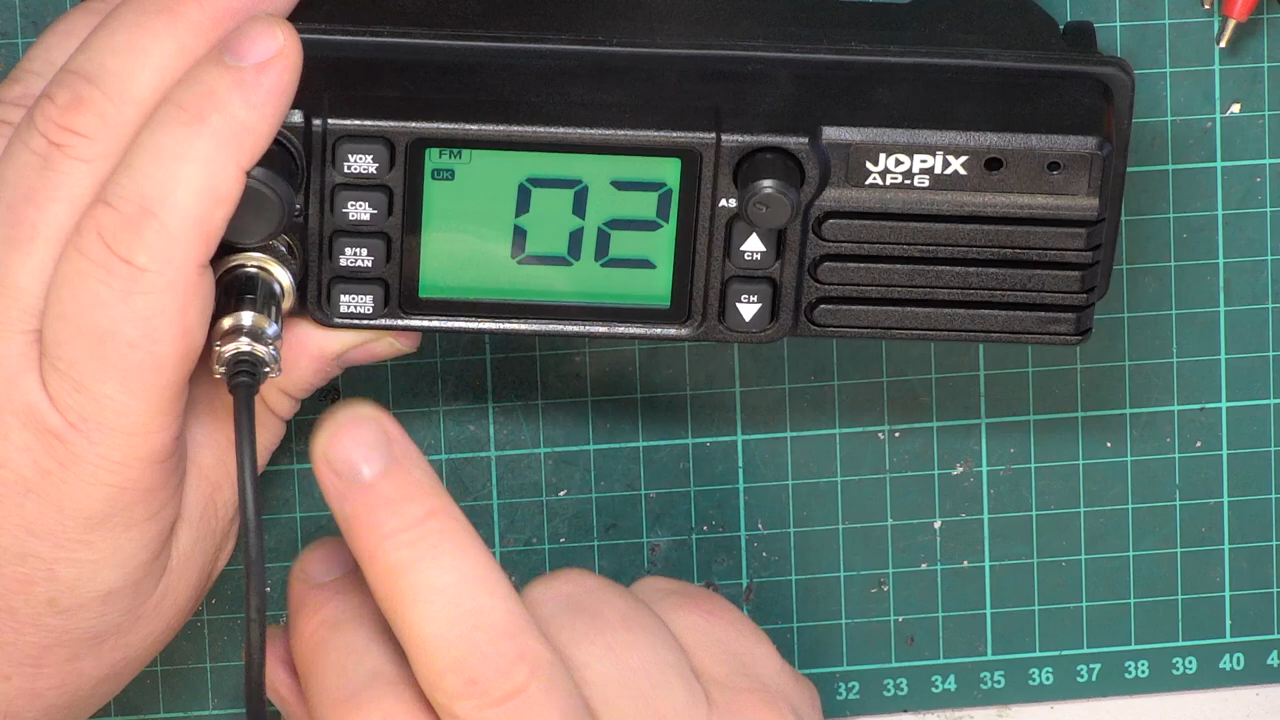 VOX
LOCK
COL
DIM
9/19
SCAN
MODE
BAND
FM
UK
02
AS
CH
CH
JOPiX
AP-6
32 33 34 35 36 37 38 39 40